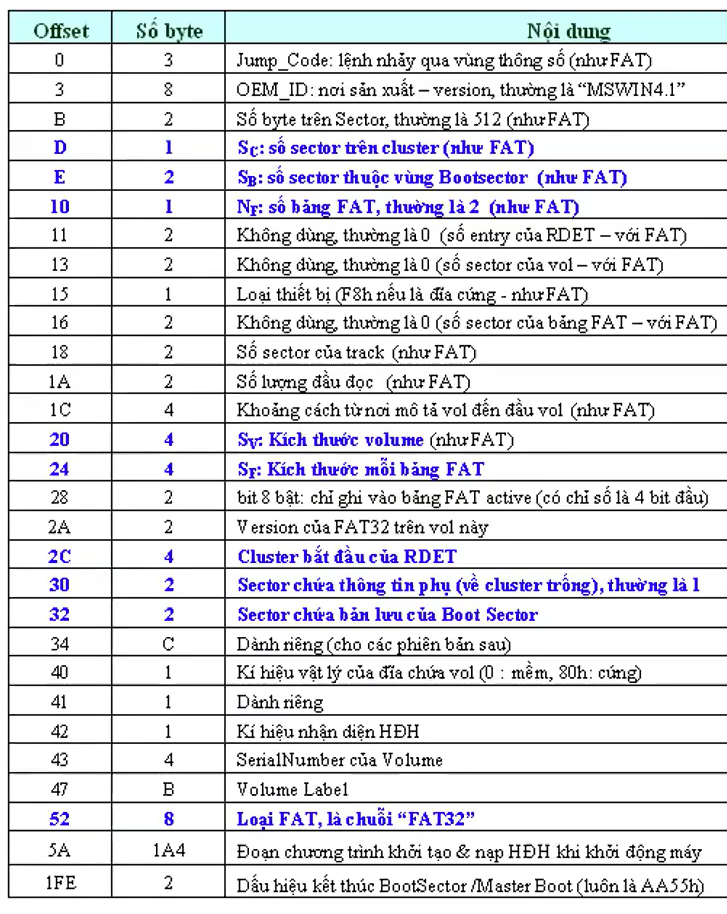 Offset Số byte Nội dung
0 3 Jump_Code: lệnh nhảy qua vùng thông số (như FAT)
3 8 OEM_ID: nơi sản xuất – version, thường là “MSWIN4.1”
B 2 Số byte trên Sector, thường là 512 (như FAT)
D 1 SC: số sector trên cluster (như FAT)
E 2 SB: số sector thuộc vùng Bootsector (như FAT)
10 1 NF: số bảng FAT, thường là 2 (như FAT)
11 2 Không dùng, thường là 0 (số entry của RDET – với FAT)
13 2 Không dùng, thường là 0 (số sector của vol – với FAT)
15 1 Loại thiết bị (F8h nếu là đĩa cứng - như FAT)
16 2 Không dùng, thường là 0 (số sector của bảng FAT – với FAT)
18 2 Số sector của track (như FAT)
1A 2 Số lượng đầu đọc (như FAT)
1C 4 Khoảng cách từ nơi mô tả vol đến đầu vol (như FAT)
20 4 SV: Kích thước volume (như FAT)
24 4 SF: Kích thước mỗi bảng FAT
28 2 bit 8 bật: chỉ ghi vào bảng FAT active (có chỉ số là 4 bit đầu)
2A 2 Version của FAT32 trên vol này
2C 4 Cluster bắt đầu của RDET
30 2 Sector chứa thông tin phụ (về cluster trống), thường là 1
32 2 Sector chứa bản lưu của Boot Sector
34 C Dành riêng (cho các phiên bản sau)
40 1 Kí hiệu vật lý của đĩa chứa vol (0 : mềm, 80h: cứng)
41 1 Dành riêng
42 1 Kí hiệu nhận diện HĐH
43 4 SerialNumber của Volume
47 B Volume Label
52 8 Loại FAT, là chuỗi “FAT32”
5A 1A4 Đoạn chương trình khởi tạo & nạp HĐH khi khởi động máy
1FE 2 Dấu hiệu kết thúc BootSector /Master Boot (luôn là AA55h)